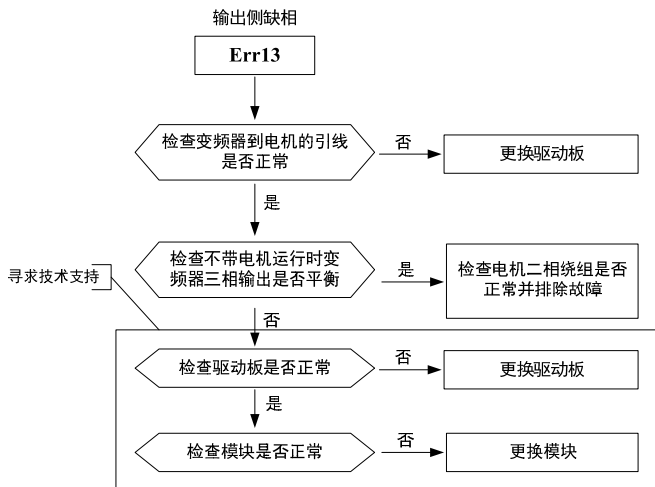 输出侧缺相
Err13
检查变频器到电机的引线
是否正常
否
更换驱动板
是
检查不带电机运行时变
频器三相输出是否平衡
是
检查电机二相绕组是否
正常并排除故障
寻求技术支持
否
检查驱动板是否正常
否
更换驱动板
是
检查模块是否正常
否
更换模块